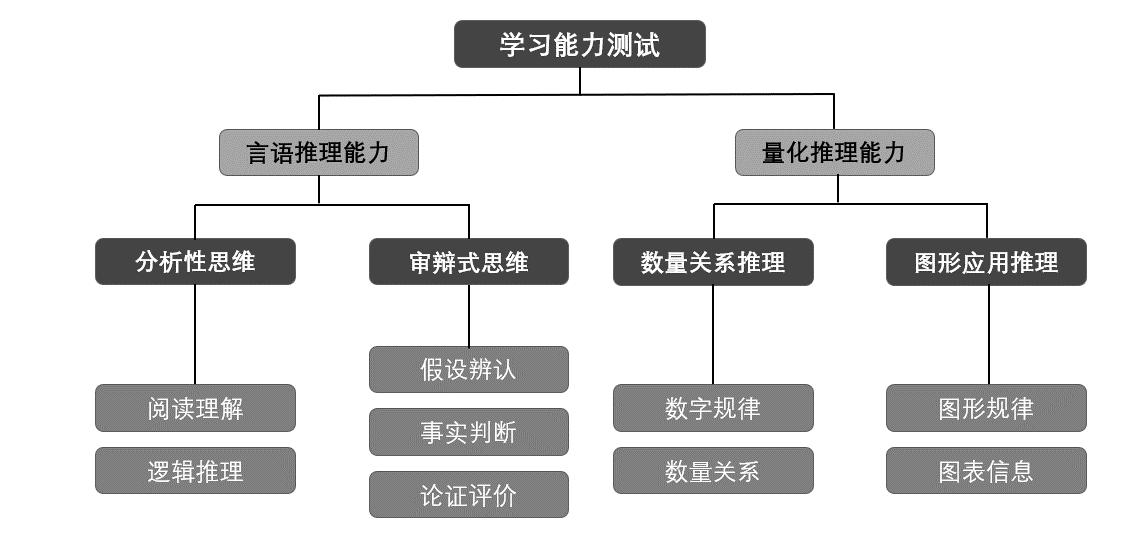 学习能力测试
言语推理能力
量化推理能力
分析性思维
审辩式思维
数量关系推理
图形应用推理
阅读理解
逻辑推理
假设辨认
事实判断
论证评价
数字规律
数量关系
图形规律
图表信息